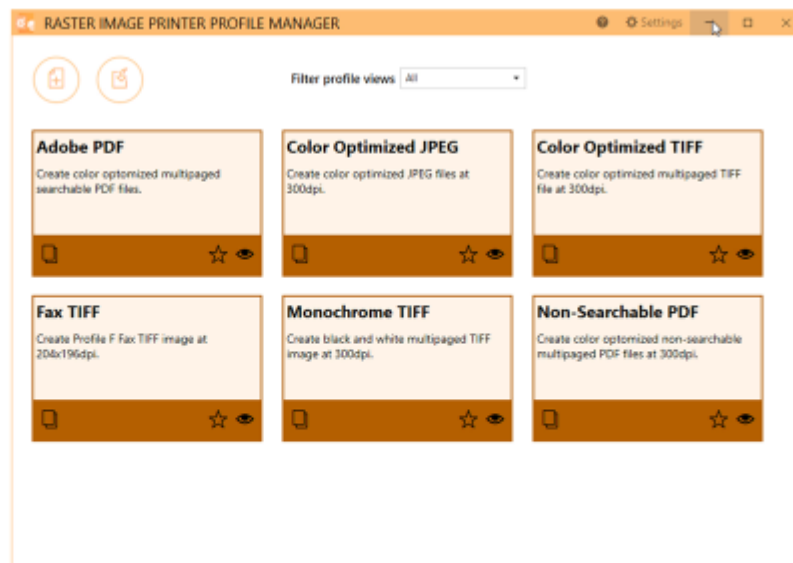 RASTER IMAGE PRINTER PROFILE MANAGER
Settings
Filter profile views All
Adobe PDF
Create color optomized multipaged
searchable PDF files.
Color Optimized JPEG
Create color optimized JPEG files at
300dpi.
Color Optimized TIFF
Create color optimized multipaged TIFF
file at 300dpi.
Fax TIFF
Create Profile F Fax TIFF image at
204x196dpi.
Monochrome TIFF
Create black and white multipaged TIFF
image at 300dpi.
Non-Searchable PDF
Create color optomized non-searchable
multipaged PDF files at 300dpi.